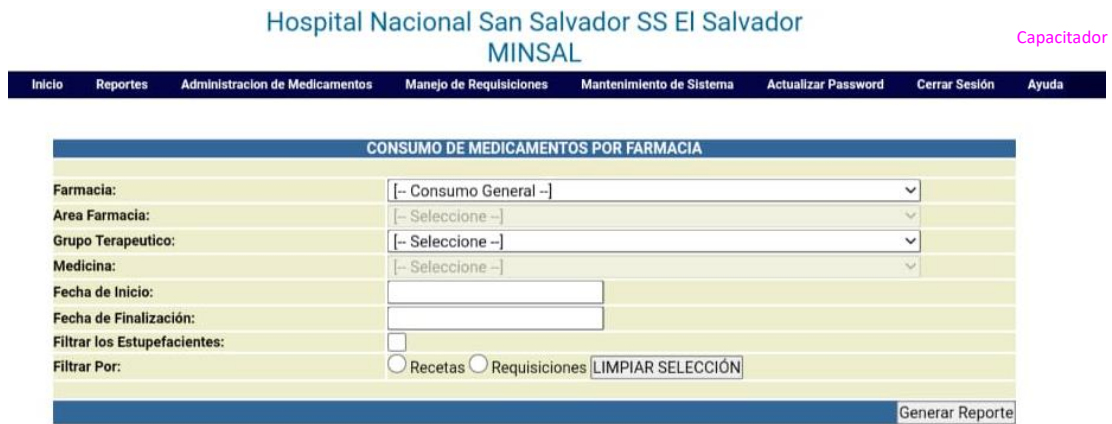 Hospital Nacional San Salvador SS El Salvador
MINSAL
Capacitador
Inicio Reportes Administracion de Medicamentos Manejo de Requisiciones Mantenimiento de Sistema Actualizar Password Cerrar Sesión Ayuda
CONSUMO DE MEDICAMENTOS POR FARMACIA
Farmacia: [-- Consumo General --]
Area Farmacia: [-- Seleccione --]
Grupo Terapeutico: [-- Seleccione --]
Medicina: [-- Seleccione --]
Fecha de Inicio:
Fecha de Finalización:
Filtrar los Estupefacientes:
Filtrar Por: Recetas Requisiciones LIMPIAR SELECCIÓN
Generar Reporte